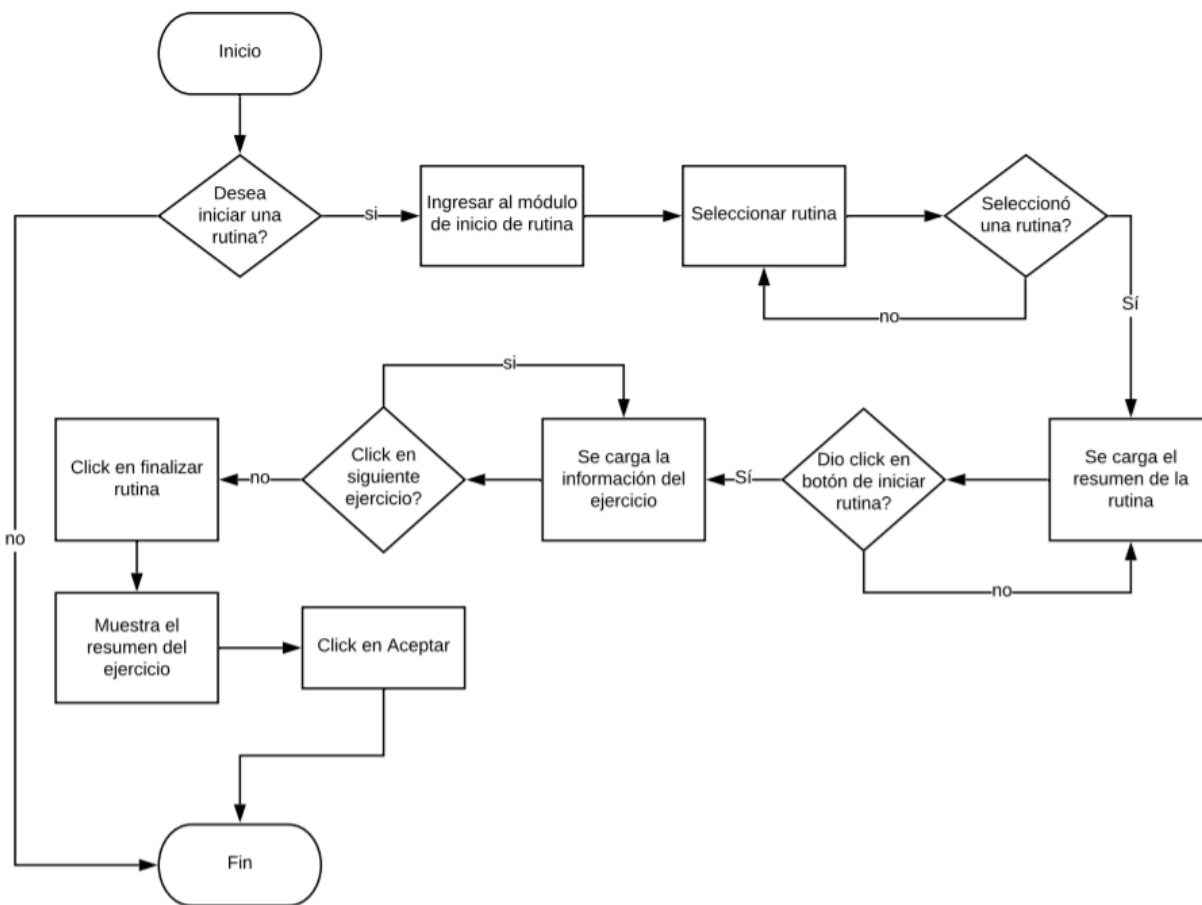 Inicio
Desea
iniciar una
rutina?
si
Ingresar al módulo
de inicio de rutina
Seleccionar rutina
Seleccionó
una rutina?
no
Sí
Se carga el
resumen de la
rutina
Dio click en
botón de iniciar
rutina?
no
Sí
Se carga la
información del
ejercicio
Click en
siguiente
ejercicio?
si
no
Click en finalizar
rutina
Muestra el
resumen del
ejercicio
Click en Aceptar
no
Fin